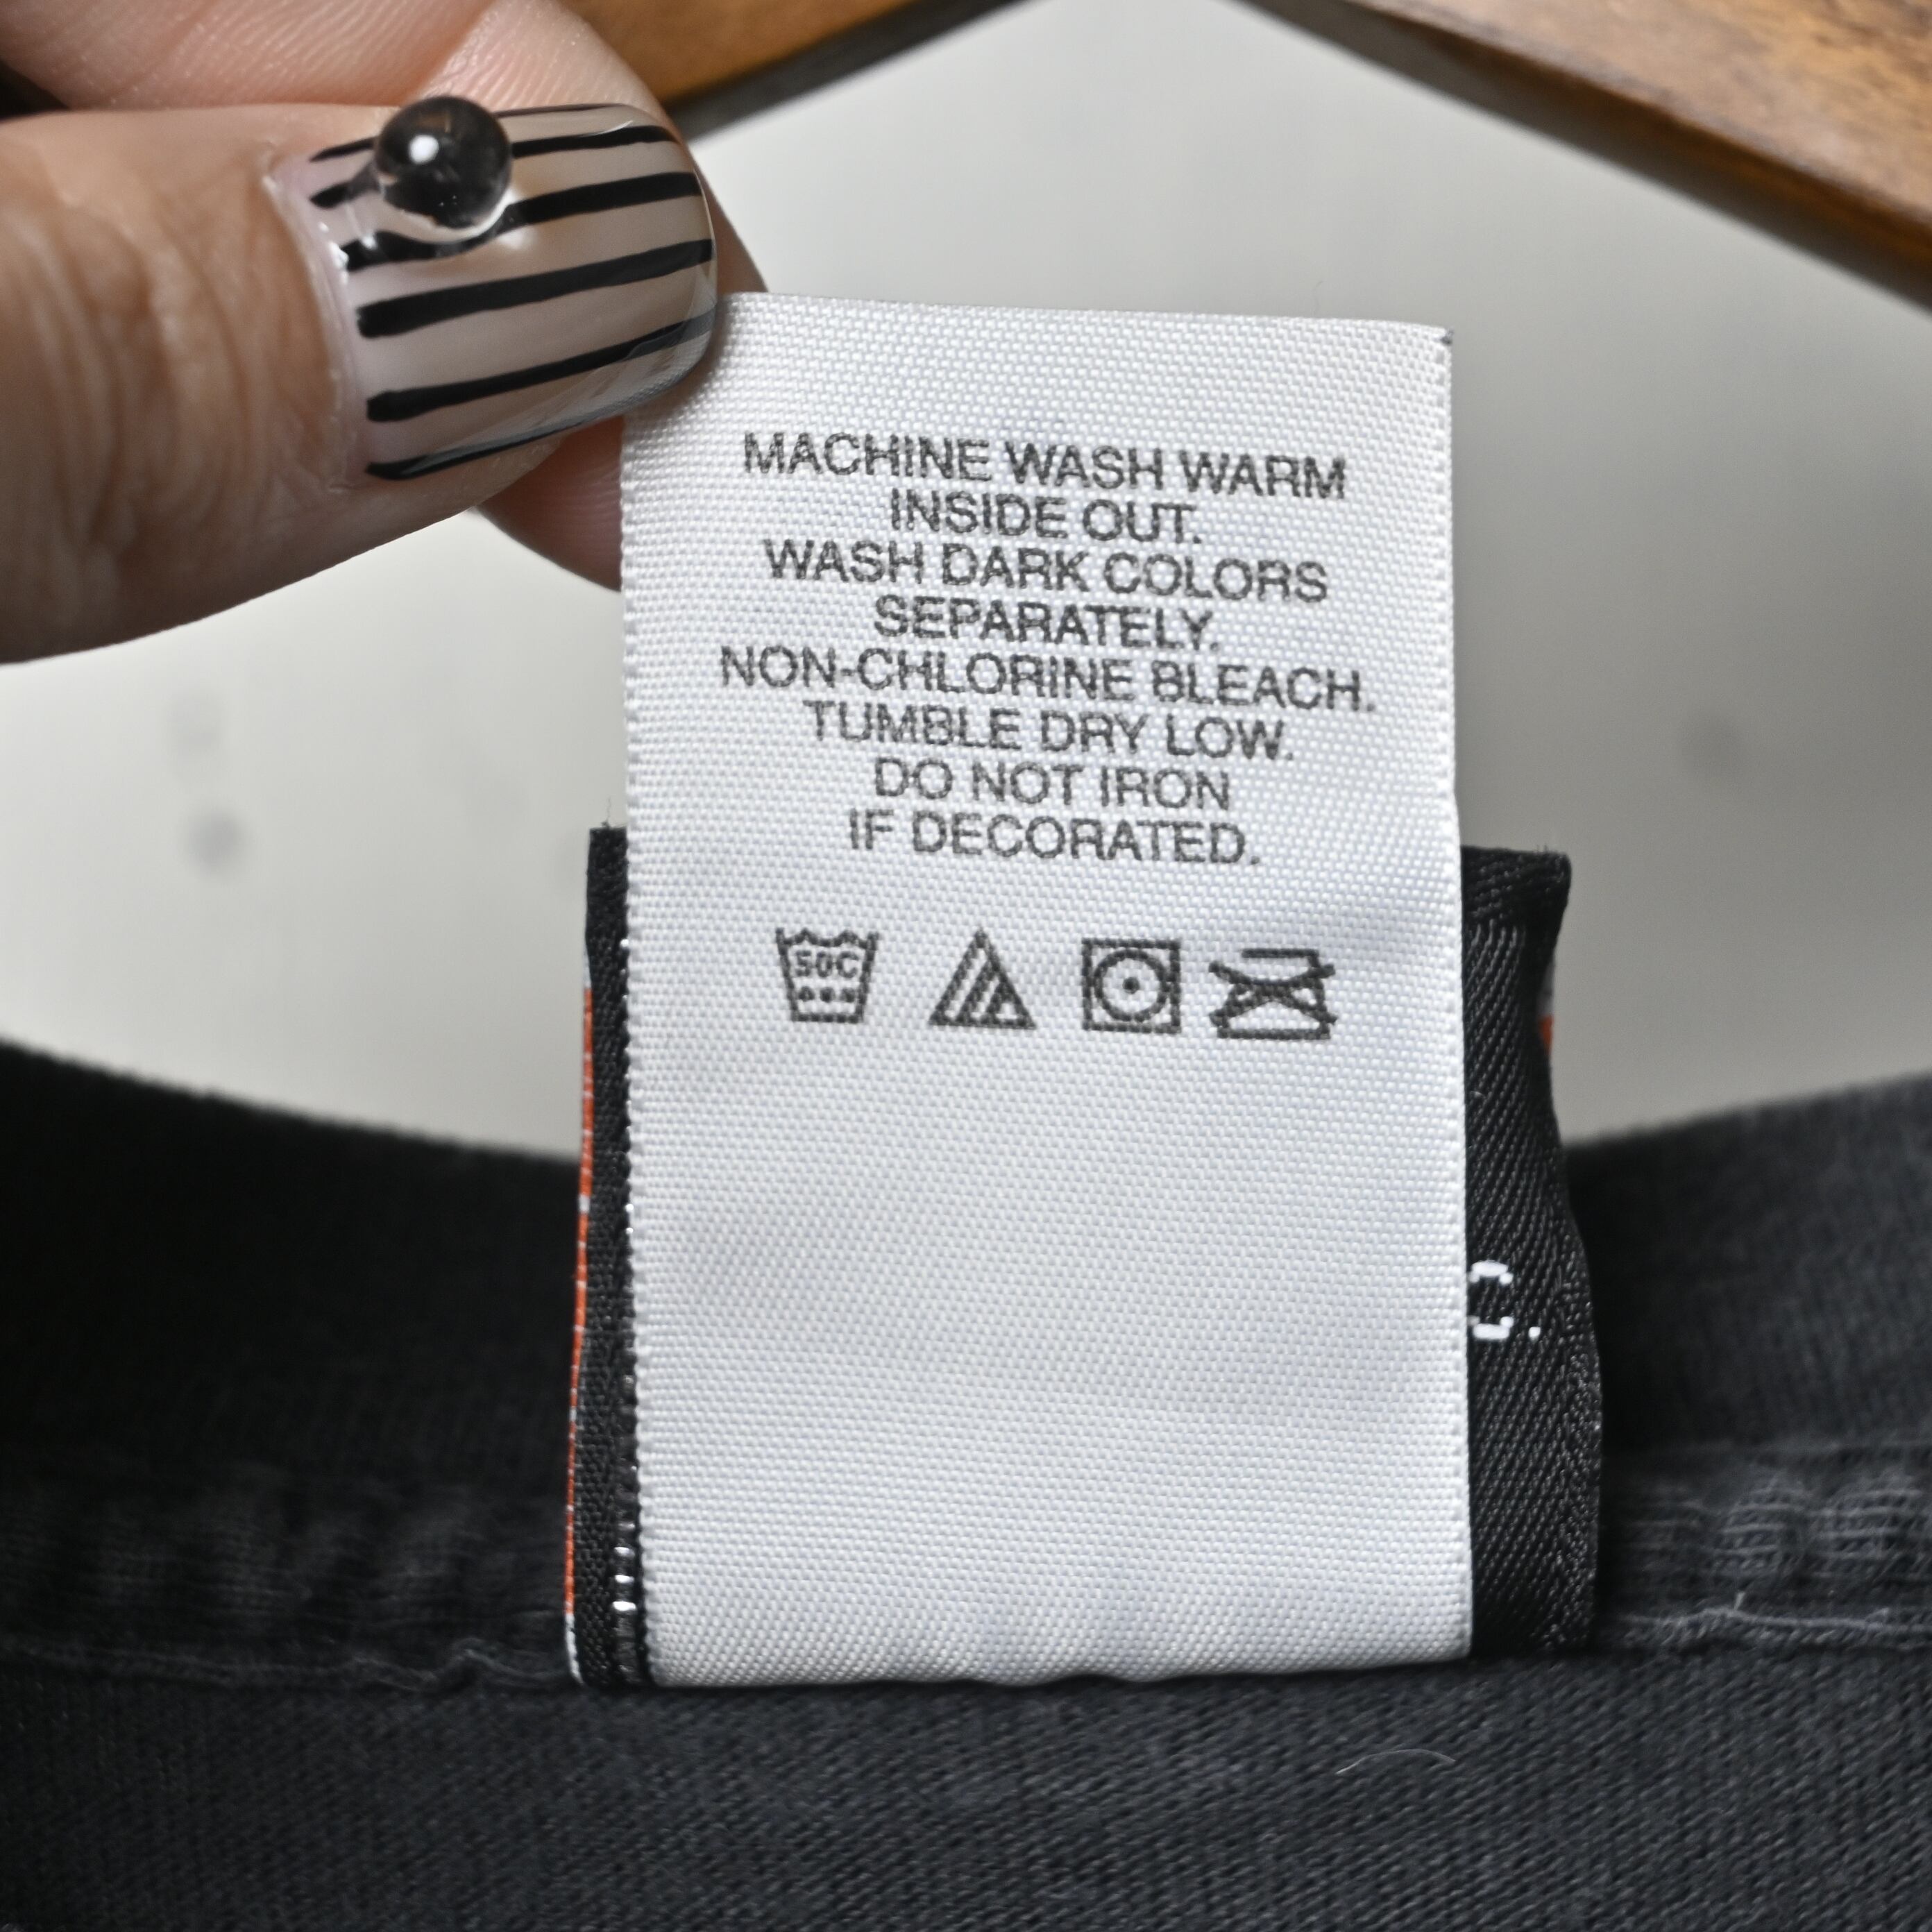 MACHINE WASH WARM
INSIDE OUT.
WASH DARK COLORS
SEPARATELY.
NON-CHLORINE BLEACH.
TUMBLE DRY LOW.
DO NOT IRON
IF DECORATED.
50C